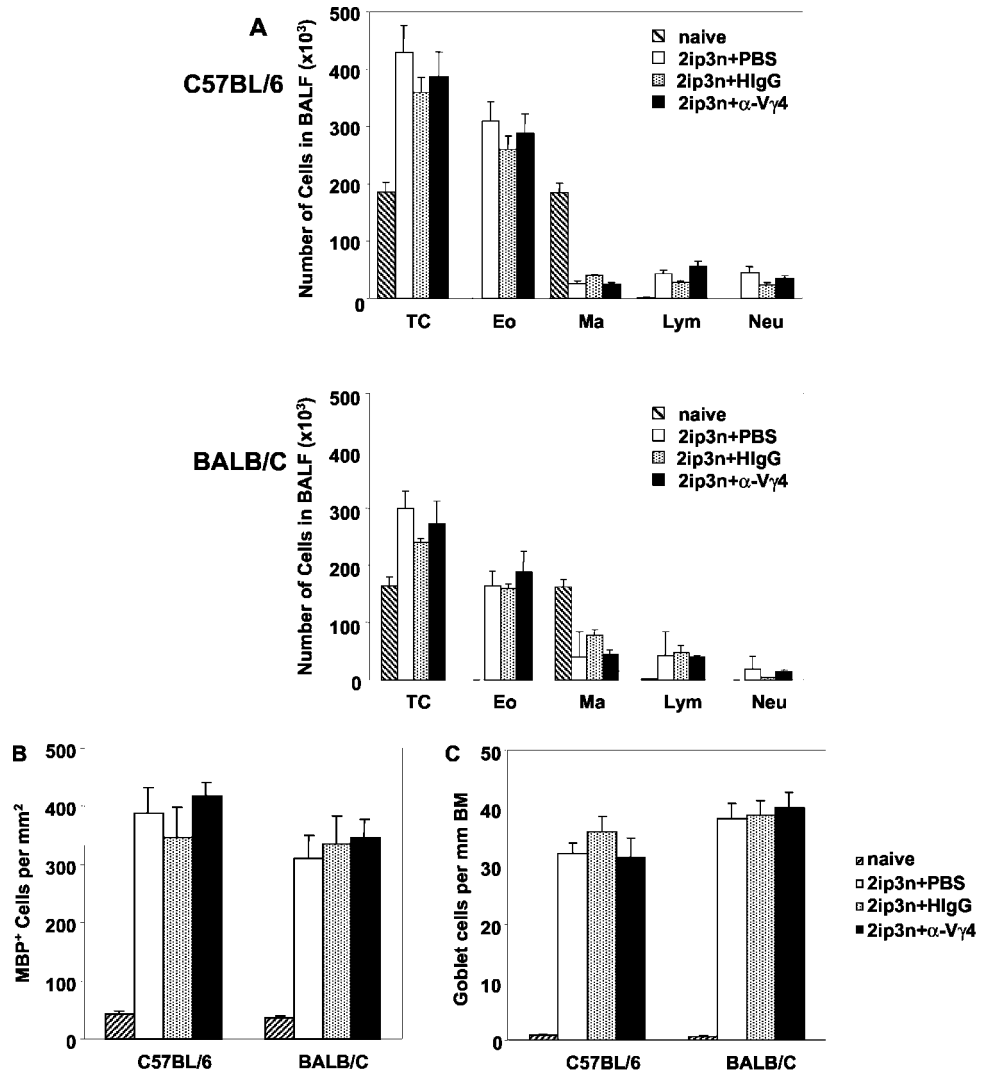 A
C57BL/6
Number of Cells in BALF (x10³)
500
400
300
200
100
0
naive
2ip3n+PBS
2ip3n+HIgG
2ip3n+α-Vγ4
TC Eo Ma Lym Neu
BALB/C
Number of Cells in BALF (x10³)
500
400
300
200
100
0
naive
2ip3n+PBS
2ip3n+HIgG
2ip3n+α-Vγ4
TC Eo Ma Lym Neu
B
MBP⁺ Cells per mm²
500
400
300
200
100
0
C57BL/6 BALB/C
C
Goblet cells per mm BM
50
40
30
20
10
0
C57BL/6 BALB/C
naive
2ip3n+PBS
2ip3n+HIgG
2ip3n+α-Vγ4